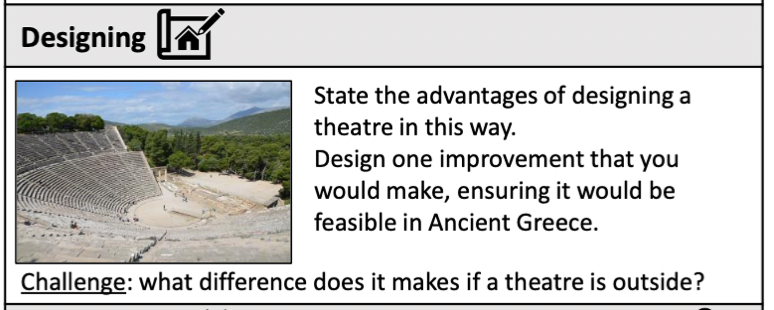 Designing
State the advantages of designing a
theatre in this way.
Design one improvement that you
would make, ensuring it would be
feasible in Ancient Greece.
Challenge: what difference does it makes if a theatre is outside?